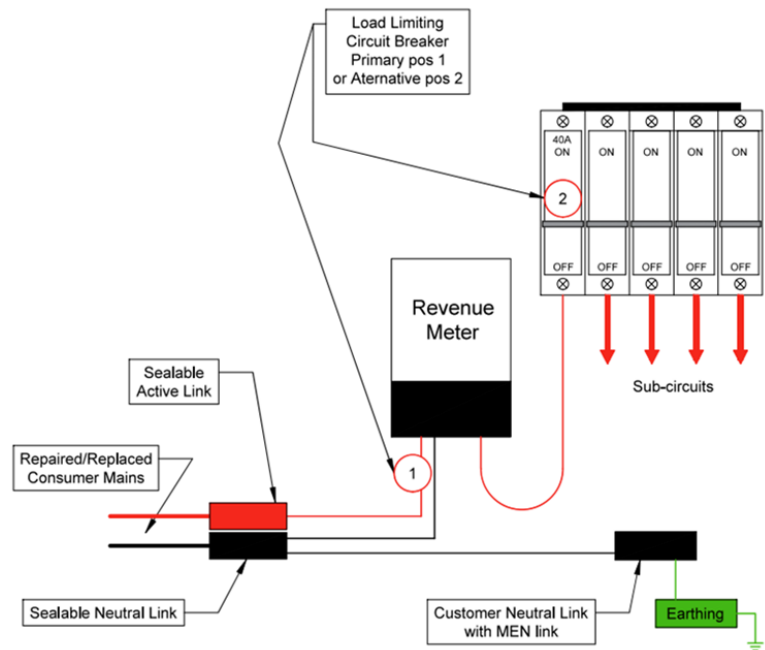 Load Limiting
Circuit Breaker
Primary pos 1
or Aternative pos 2
40A
ON
ON
ON
ON
ON
2
OFF
OFF
OFF
OFF
OFF
Revenue
Meter
Sub-circuits
Sealable
Active Link
Repaired/Replaced
Consumer Mains
1
Sealable Neutral Link
Customer Neutral Link
with MEN link
Earthing